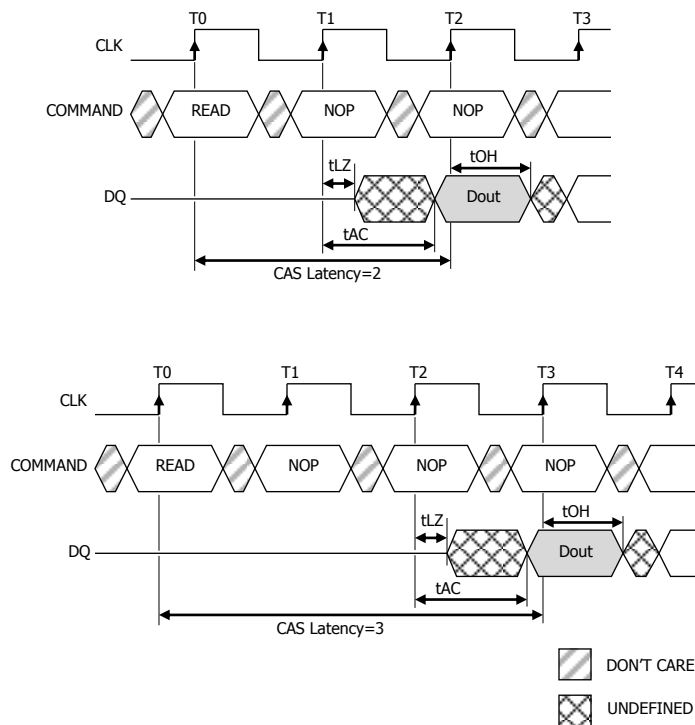 T0 T1 T2 T3
CLK
COMMAND READ NOP NOP
tLZ tOH
DQ Dout
tAC
CAS Latency=2
T0 T1 T2 T3 T4
CLK
COMMAND READ NOP NOP NOP
tLZ tOH
DQ Dout
tAC
CAS Latency=3
DON'T CARE
UNDEFINED